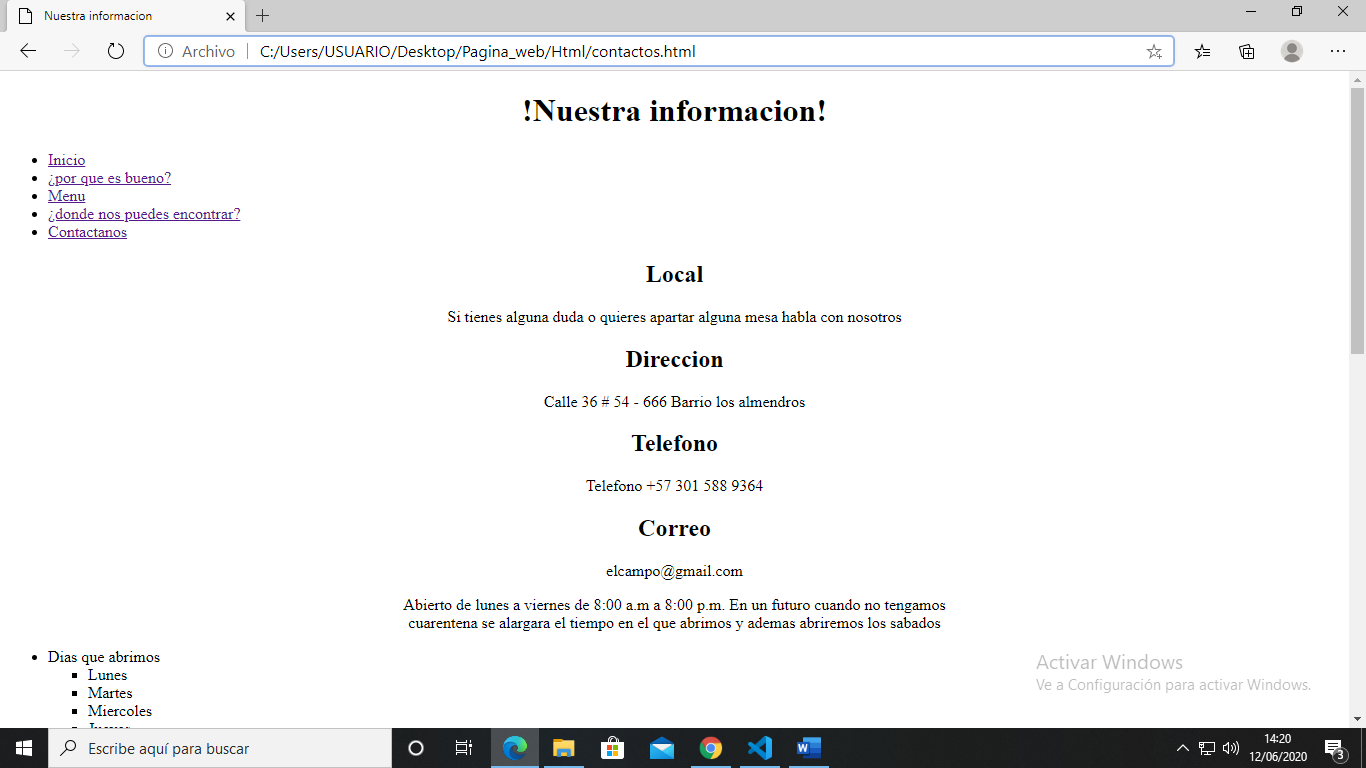 Nuestra informacion
Archivo
C:/Users/USUARIO/Desktop/Pagina_web/Html/contactos.html
!Nuestra informacion!
Inicio
¿por que es bueno?
Menu
¿donde nos puedes encontrar?
Contactanos
Local
Si tienes alguna duda o quieres apartar alguna mesa habla con nosotros
Direccion
Calle 36 # 54 - 666 Barrio los almendros
Telefono
Telefono +57 301 588 9364
Correo
elcampo@gmail.com
Abierto de lunes a viernes de 8:00 a.m a 8:00 p.m. En un futuro cuando no tengamos
cuarentena se alargara el tiempo en el que abrimos y ademas abriremos los sabados
Dias que abrimos
Lunes
Martes
Miercoles
Activar Windows
Ve a Configuración para activar Windows.
Escribe aquí para buscar
14:20
12/06/2020
3